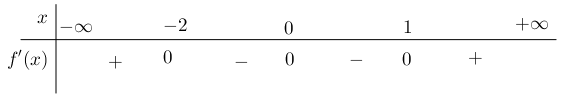 x −∞ −2 0 1 +∞
f′(x) + 0 − 0 − 0 +